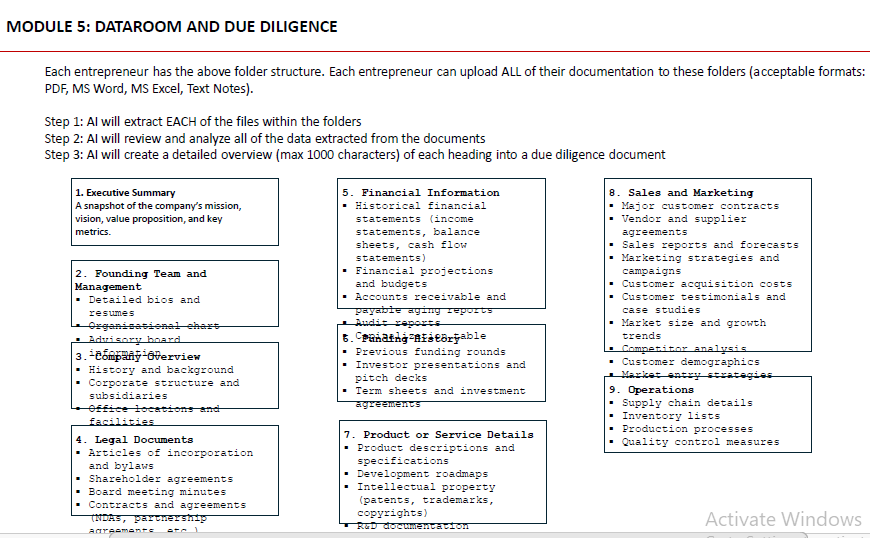 MODULE 5: DATAROOM AND DUE DILIGENCE
Each entrepreneur has the above folder structure. Each entrepreneur can upload ALL of their documentation to these folders (acceptable formats:
PDF, MS Word, MS Excel, Text Notes).
Step 1: AI will extract EACH of the files within the folders
Step 2: AI will review and analyze all of the data extracted from the documents
Step 3: AI will create a detailed overview (max 1000 characters) of each heading into a due diligence document
1. Executive Summary
A snapshot of the company's mission,
vision, value proposition, and key
metrics.
2. Founding Team and
Management
▪ Detailed bios and
resumes
▪ Organizational chart
▪ Advisory board
information
3. Company Overview
▪ History and background
▪ Corporate structure and
subsidiaries
▪ Office locations and
facilities
4. Legal Documents
▪ Articles of incorporation
and bylaws
▪ Shareholder agreements
▪ Board meeting minutes
▪ Contracts and agreements
(NDAs, partnership
agreements, etc.)
5. Financial Information
▪ Historical financial
statements (income
statements, balance
sheets, cash flow
statements)
▪ Financial projections
and budgets
▪ Accounts receivable and
payable aging reports
▪ Audit reports
▪ Capitalization table
6. Funding History
▪ Previous funding rounds
▪ Investor presentations and
pitch decks
▪ Term sheets and investment
agreements
7. Product or Service Details
▪ Product descriptions and
specifications
▪ Development roadmaps
▪ Intellectual property
(patents, trademarks,
copyrights)
▪ R&D documentation
8. Sales and Marketing
▪ Major customer contracts
▪ Vendor and supplier
agreements
▪ Sales reports and forecasts
▪ Marketing strategies and
campaigns
▪ Customer acquisition costs
▪ Customer testimonials and
case studies
▪ Market size and growth
trends
▪ Competitor analysis
▪ Customer demographics
▪ Market entry strategies
9. Operations
▪ Supply chain details
▪ Inventory lists
▪ Production processes
▪ Quality control measures
Activate Windows